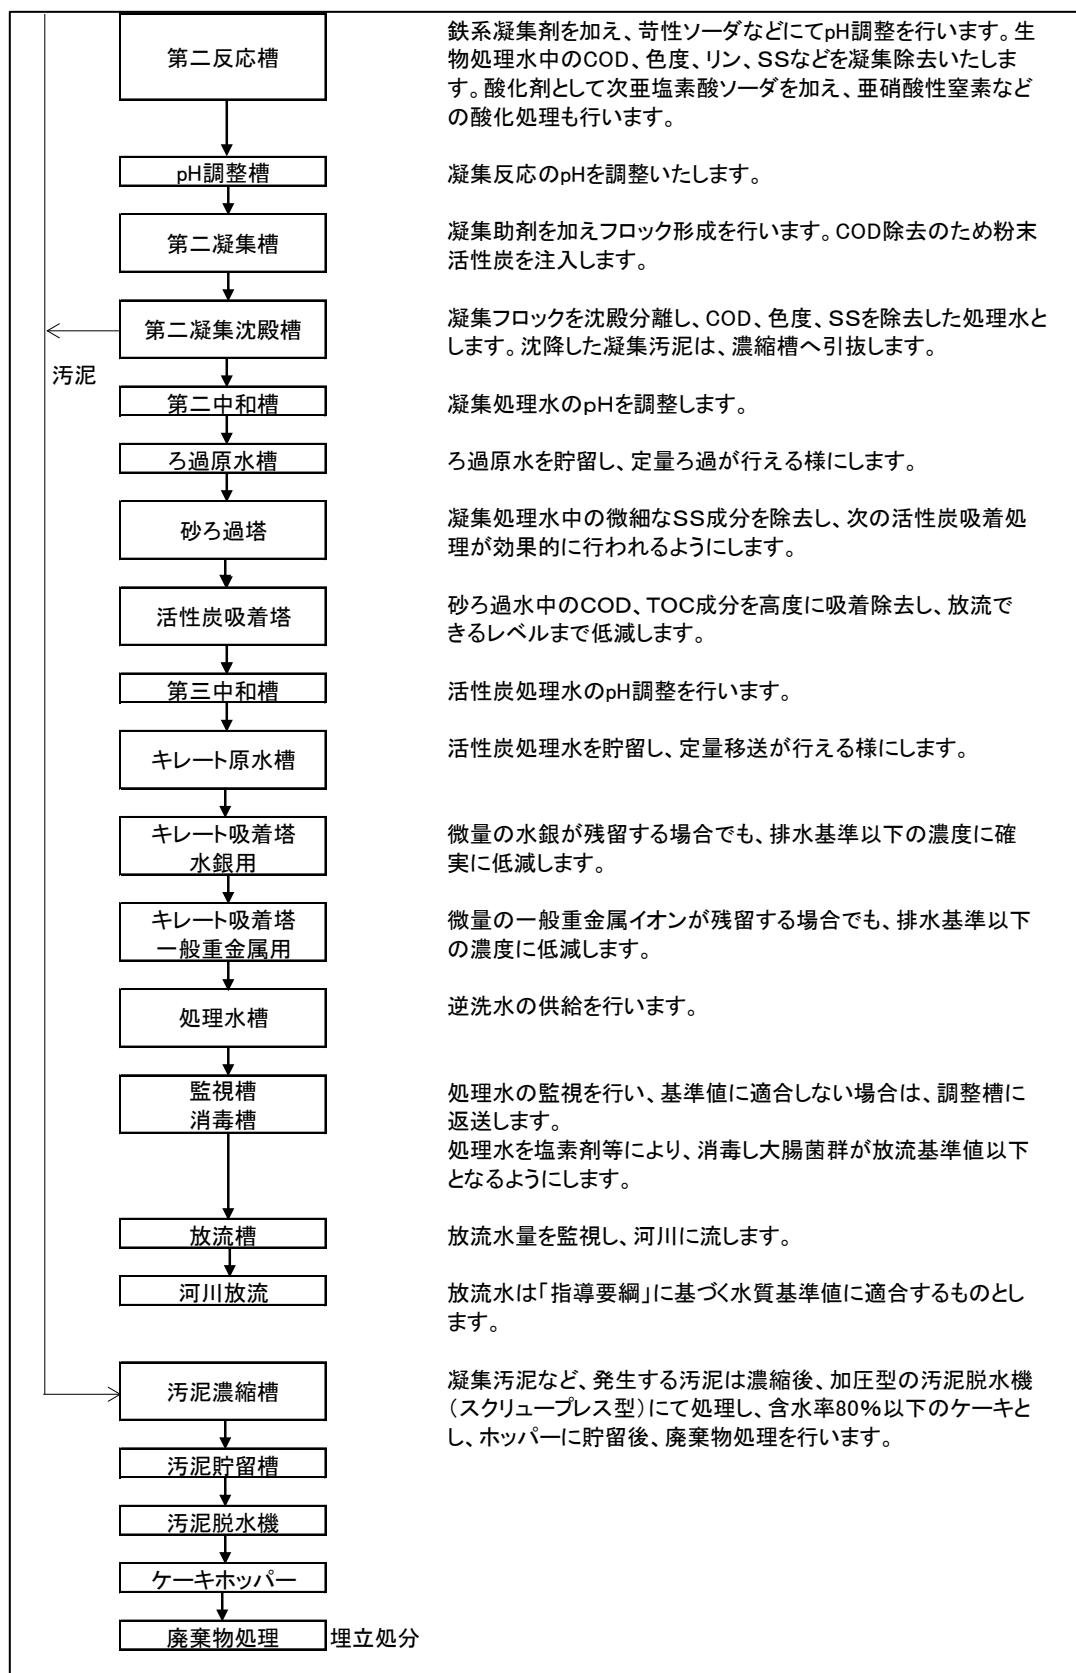 第二反応槽
鉄系凝集剤を加え、苛性ソーダなどにてpH調整を行います。生
物処理水中のCOD、色度、リン、SSなどを凝集除去いたしま
す。酸化剤として次亜塩素酸ソーダを加え、亜硝酸性窒素など
の酸化処理も行います。
pH調整槽
凝集反応のpHを調整いたします。
第二凝集槽
凝集助剤を加えフロック形成を行います。COD除去のため粉末
活性炭を注入します。
第二凝集沈殿槽
凝集フロックを沈殿分離し、COD、色度、SSを除去した処理水と
します。沈降した凝集汚泥は、濃縮槽へ引抜します。
汚泥
第二中和槽
凝集処理水のpHを調整します。
ろ過原水槽
ろ過原水を貯留し、定量ろ過が行える様にします。
砂ろ過塔
凝集処理水中の微細なSS成分を除去し、次の活性炭吸着処
理が効果的に行われるようにします。
活性炭吸着塔
砂ろ過水中のCOD、TOC成分を高度に吸着除去し、放流で
きるレベルまで低減します。
第三中和槽
活性炭処理水のpH調整を行います。
キレート原水槽
活性炭処理水を貯留し、定量移送が行える様にします。
キレート吸着塔
水銀用
微量の水銀が残留する場合でも、排水基準以下の濃度に確
実に低減します。
キレート吸着塔
一般重金属用
微量の一般重金属イオンが残留する場合でも、排水基準以下
の濃度に低減します。
処理水槽
逆洗水の供給を行います。
監視槽
消毒槽
処理水の監視を行い、基準値に適合しない場合は、調整槽に
返送します。
処理水を塩素剤等により、消毒し大腸菌群が放流基準値以下
となるようにします。
放流槽
放流水量を監視し、河川に流します。
河川放流
放流水は「指導要綱」に基づく水質基準値に適合するものとし
ます。
汚泥濃縮槽
凝集汚泥など、発生する汚泥は濃縮後、加圧型の汚泥脱水機
（スクリュープレス型）にて処理し、含水率80%以下のケーキと
し、ホッパーに貯留後、廃棄物処理を行います。
汚泥貯留槽
汚泥脱水機
ケーキホッパー
廃棄物処理 埋立処分